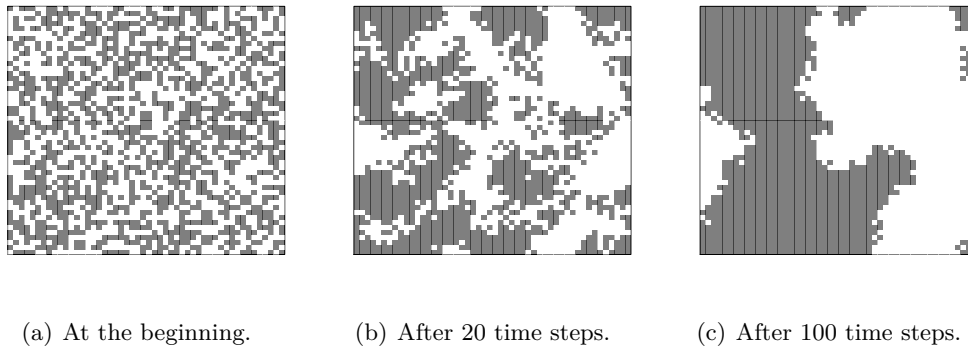 (a) At the beginning.
(b) After 20 time steps.
(c) After 100 time steps.